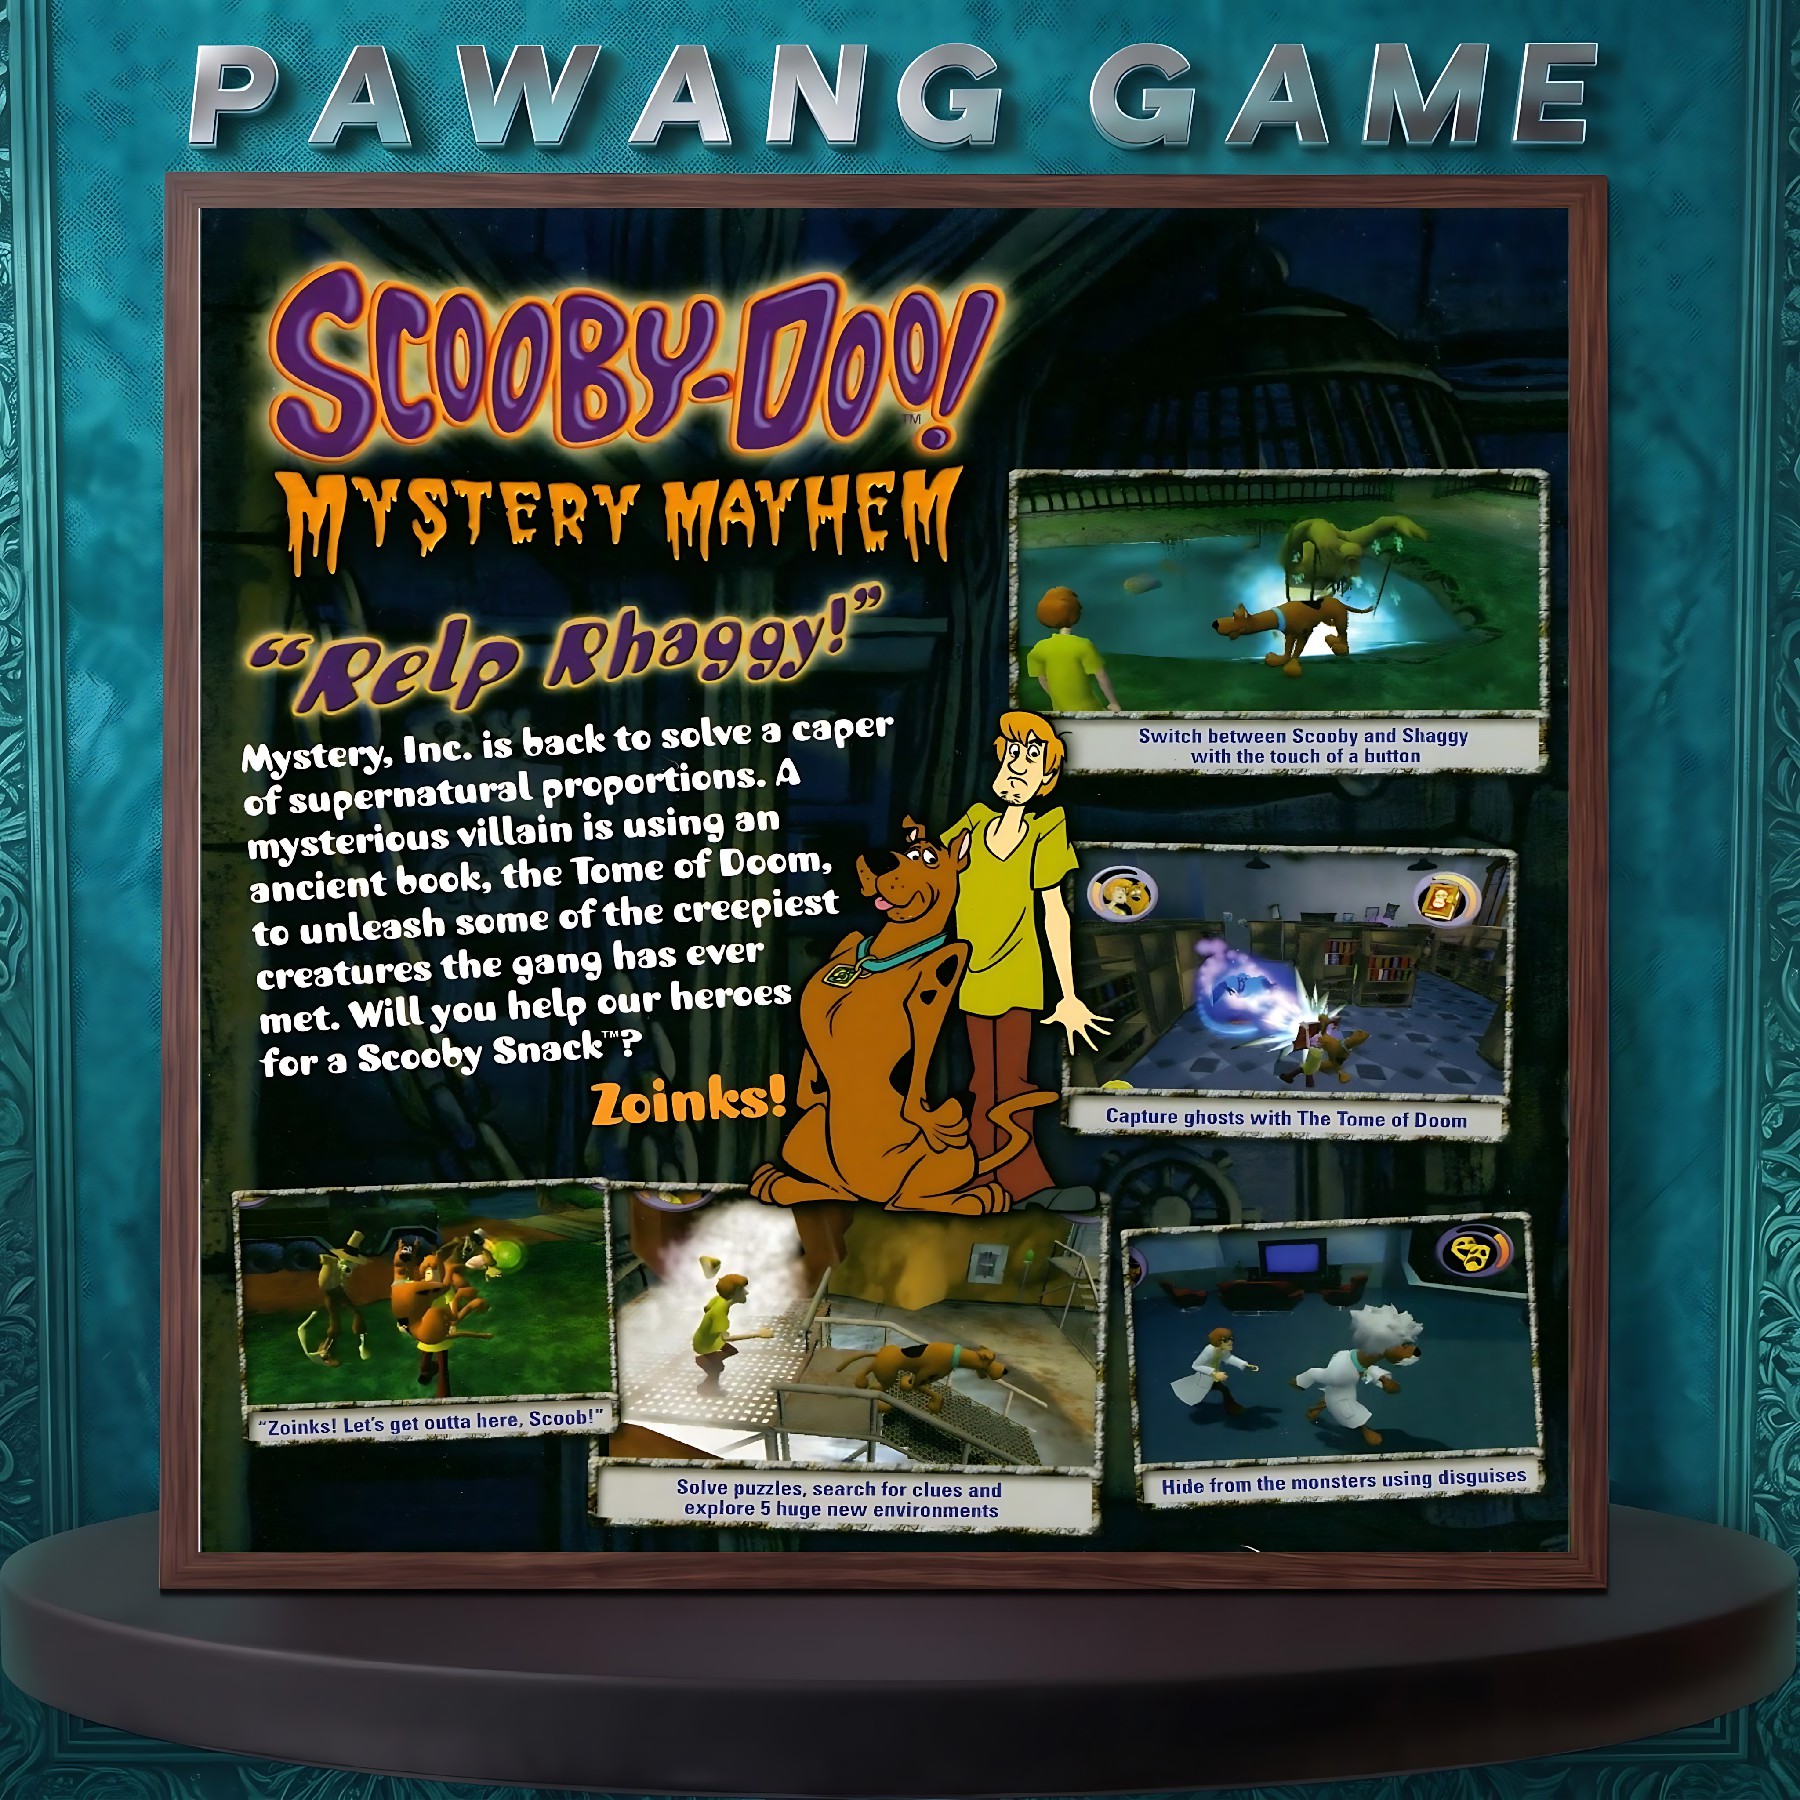 PAWANG GAME
SCOOBY-DOO!
TM
MYSTERY MAYHEM
“Relp Rhaggy!”
Mystery, Inc. is back to solve a caper
of supernatural proportions. A
mysterious villain is using an
ancient book, the Tome of Doom,
to unleash some of the creepiest
creatures the gang has ever
met. Will you help our heroes
for a Scooby Snack™?
Zoinks!
Switch between Scooby and Shaggy
with the touch of a button
Capture ghosts with The Tome of Doom
"Zoinks! Let's get outta here, Scoob!"
Solve puzzles, search for clues and
explore 5 huge new environments
Hide from the monsters using disguises